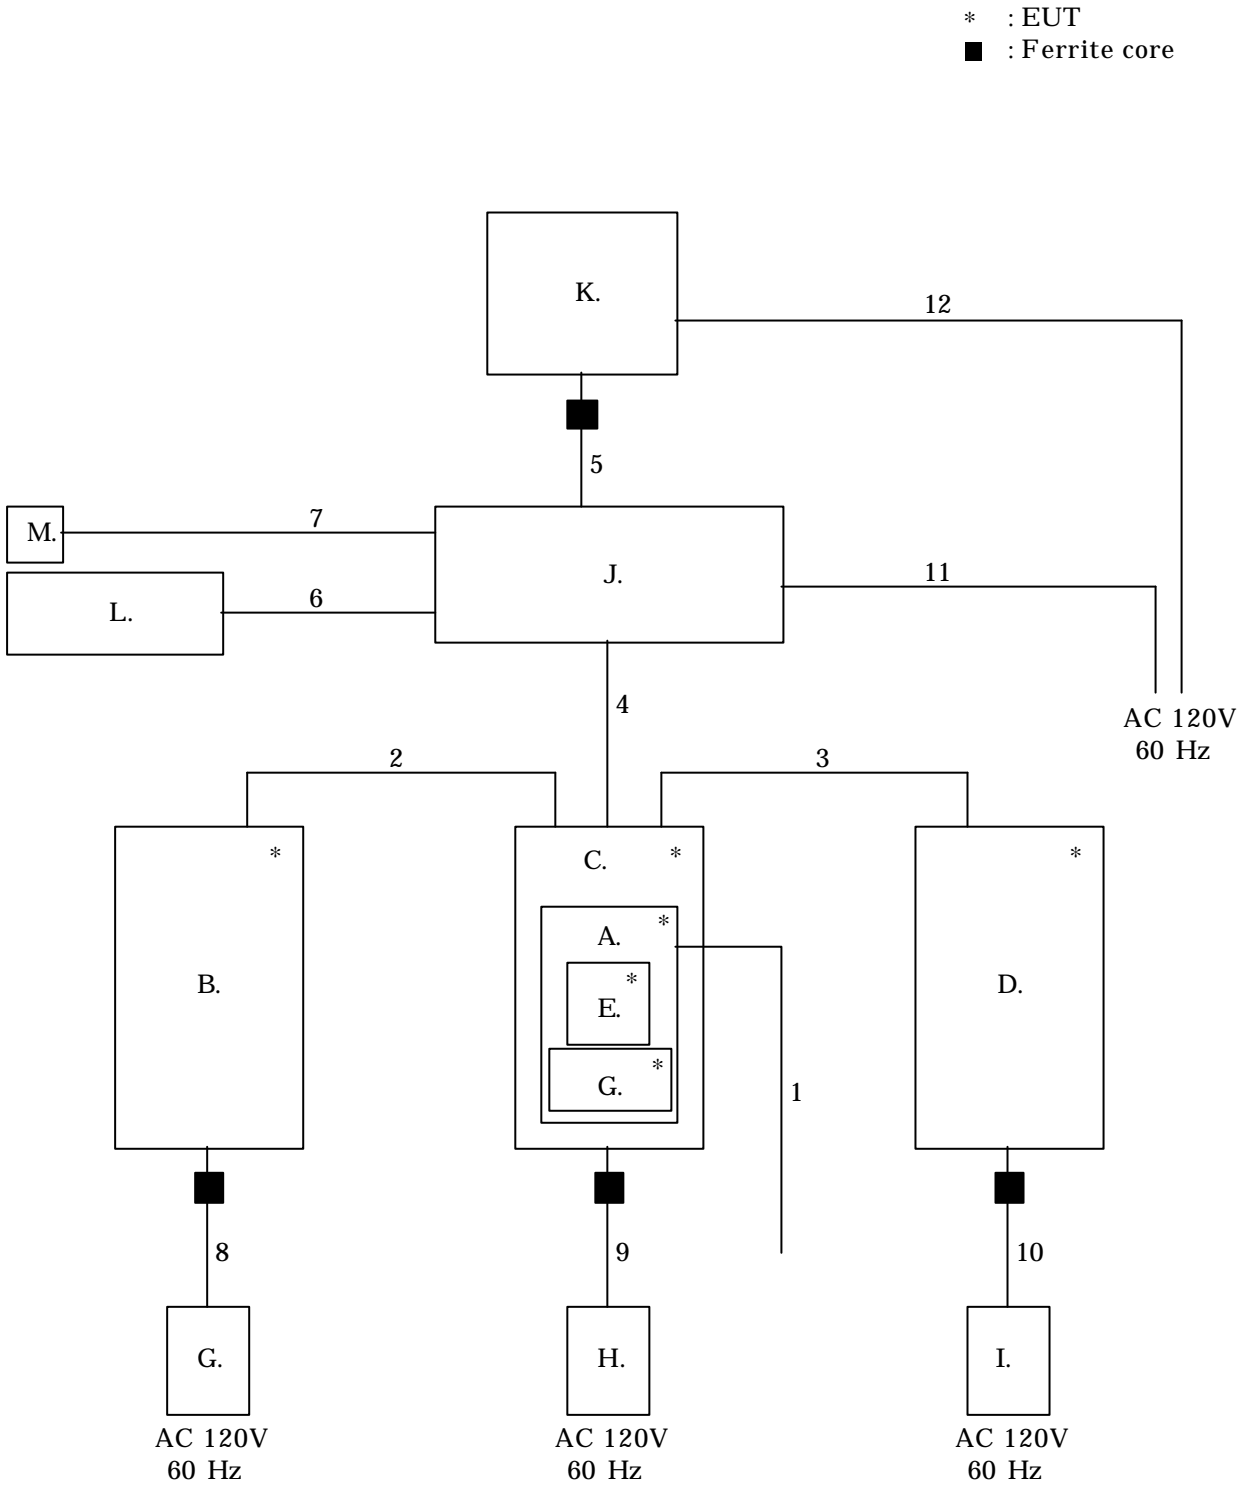 * : EUT
■ : Ferrite core
K.
12
5
7
M.
J.
11
6
L.
4
AC 120V
60 Hz
2
3
*
C. *
*
A. *
B.
E. *
D.
G. *
1
8
9
10
G.
H.
I.
AC 120V
60 Hz
AC 120V
60 Hz
AC 120V
60 Hz